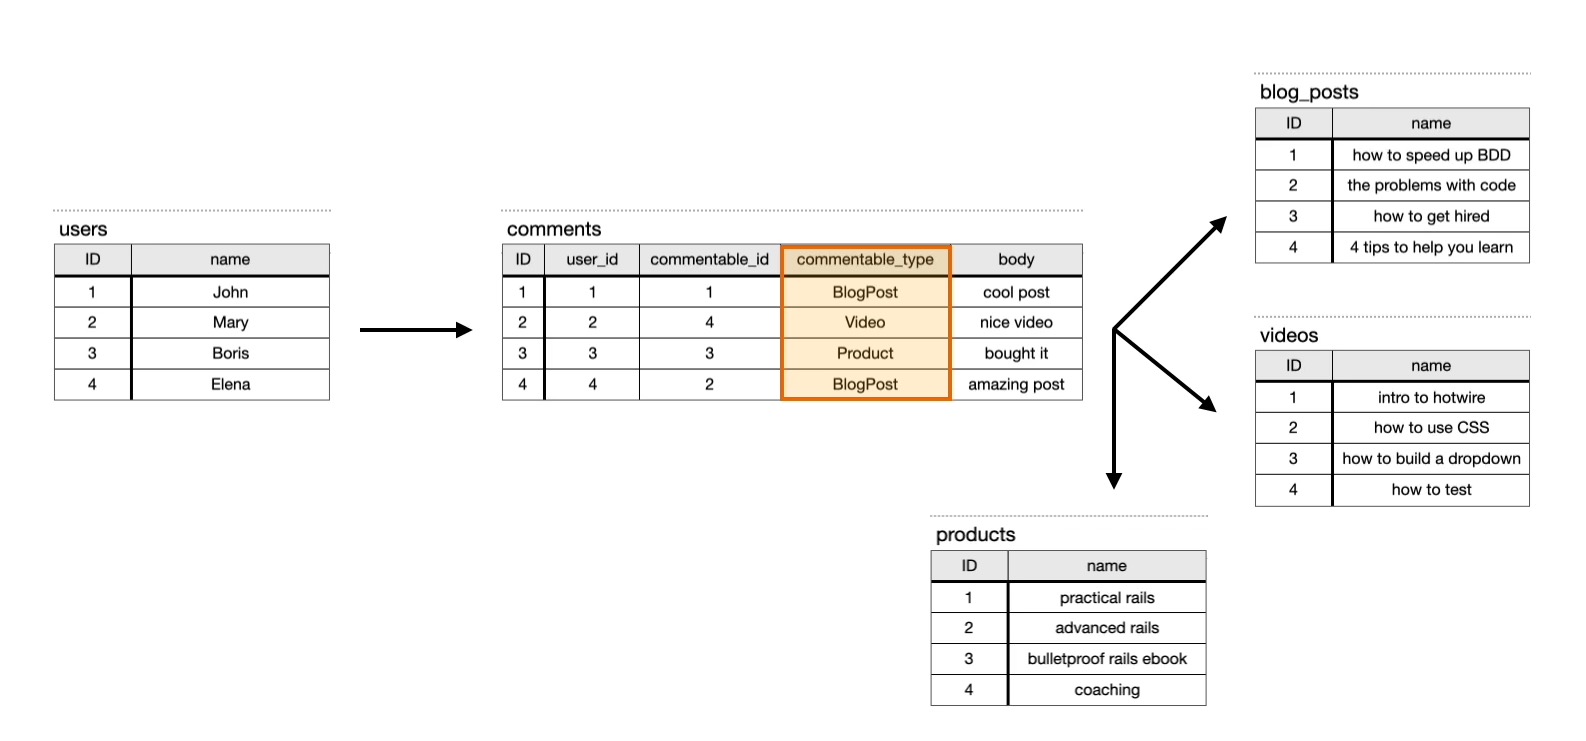 users
ID name
1 John
2 Mary
3 Boris
4 Elena
comments
ID user_id commentable_id commentable_type body
1 1 1 BlogPost cool post
2 2 4 Video nice video
3 3 3 Product bought it
4 4 2 BlogPost amazing post
blog_posts
ID name
1 how to speed up BDD
2 the problems with code
3 how to get hired
4 4 tips to help you learn
videos
ID name
1 intro to hotwire
2 how to use CSS
3 how to build a dropdown
4 how to test
products
ID name
1 practical rails
2 advanced rails
3 bulletproof rails ebook
4 coaching